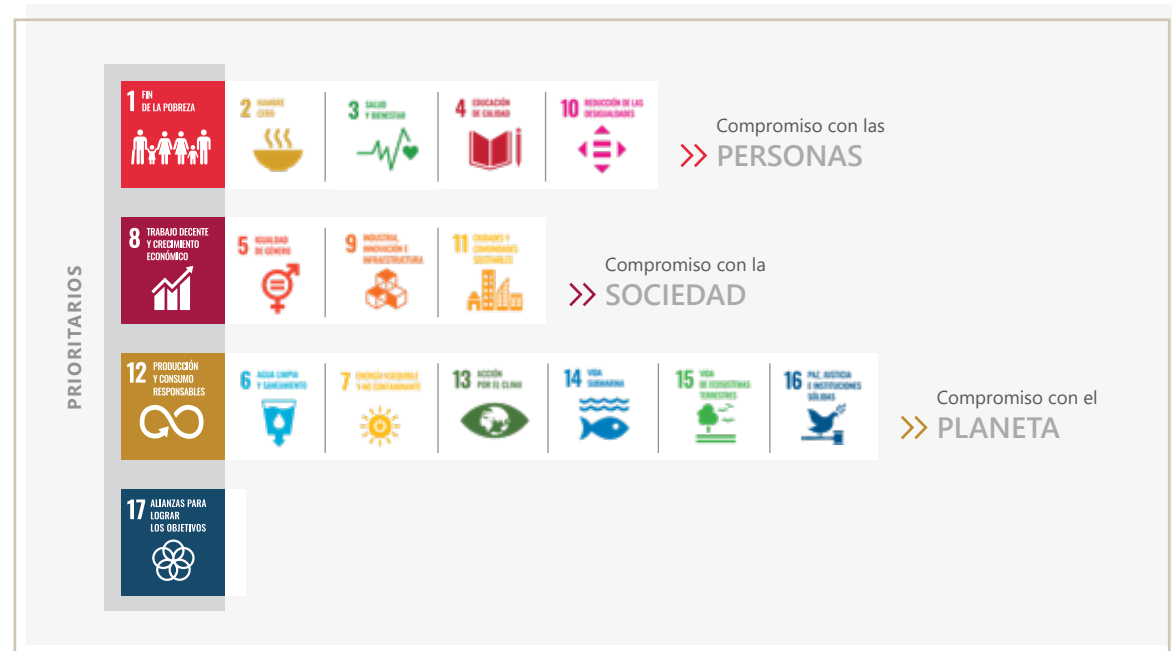 PRIORITARIOS
1 FIN
DE LA POBREZA
2 HAMBRE
CERO
3 SALUD
Y BIENESTAR
4 EDUCACIÓN
DE CALIDAD
10 REDUCCIÓN DE LAS
DESIGUALDADES
Compromiso con las
PERSONAS
8 TRABAJO DECENTE
Y CRECIMIENTO
ECONÓMICO
5 IGUALDAD
DE GÉNERO
9 INDUSTRIA,
INNOVACIÓN E
INFRAESTRUCTURA
11 CIUDADES Y
COMUNIDADES
SOSTENIBLES
Compromiso con la
SOCIEDAD
12 PRODUCCIÓN
Y CONSUMO
RESPONSABLES
6 AGUA LIMPIA
Y SANEAMIENTO
7 ENERGÍA ASEQUIBLE
Y NO CONTAMINANTE
13 ACCIÓN
POR EL CLIMA
14 VIDA
SUBMARINA
15 VIDA
DE ECOSISTEMAS
TERRESTRES
16 PAZ, JUSTICIA
E INSTITUCIONES
SÓLIDAS
Compromiso con el
PLANETA
17 ALIANZAS PARA
LOGRAR
LOS OBJETIVOS